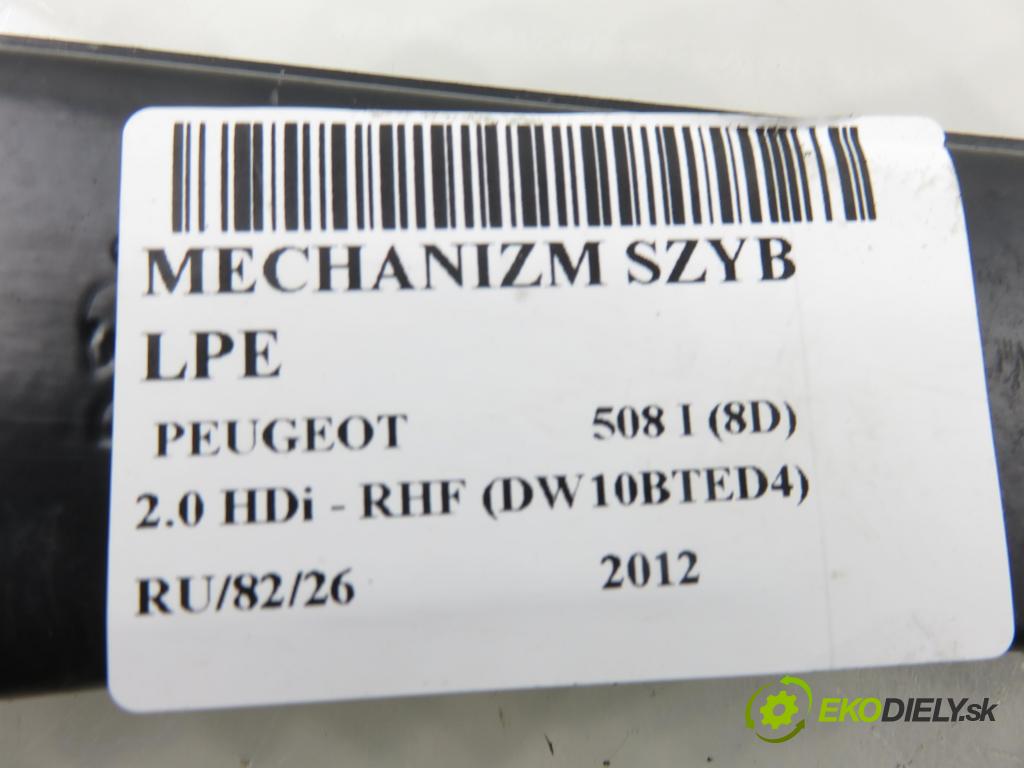 MECHANIZM SZYB
LPE
PEUGEOT 508 I (8D)
2.0 HDi - RHF (DW10BTED4)
RU/82/26 2012
EKODIELY.sk